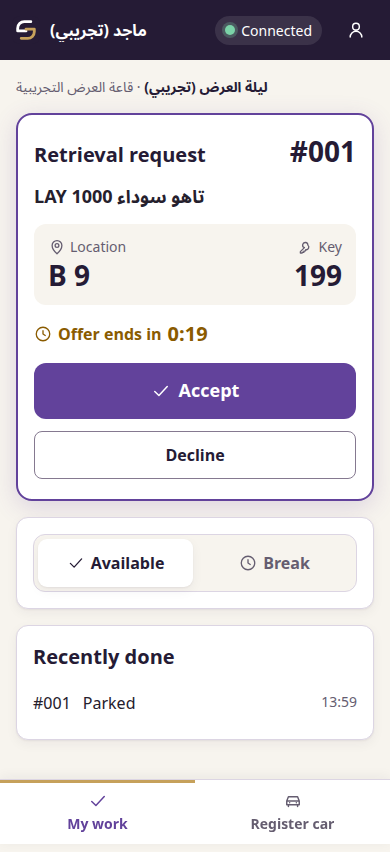 ماجد (تجريبي)
Connected
ليلة العرض (تجريبي) · قاعة العرض التجريبية
Retrieval request #001
تاهو سوداء LAY 1000
Location Key
B 9 199
Offer ends in 0:19
Accept
Decline
Available Break
Recently done
#001 Parked 13:59
My work Register car